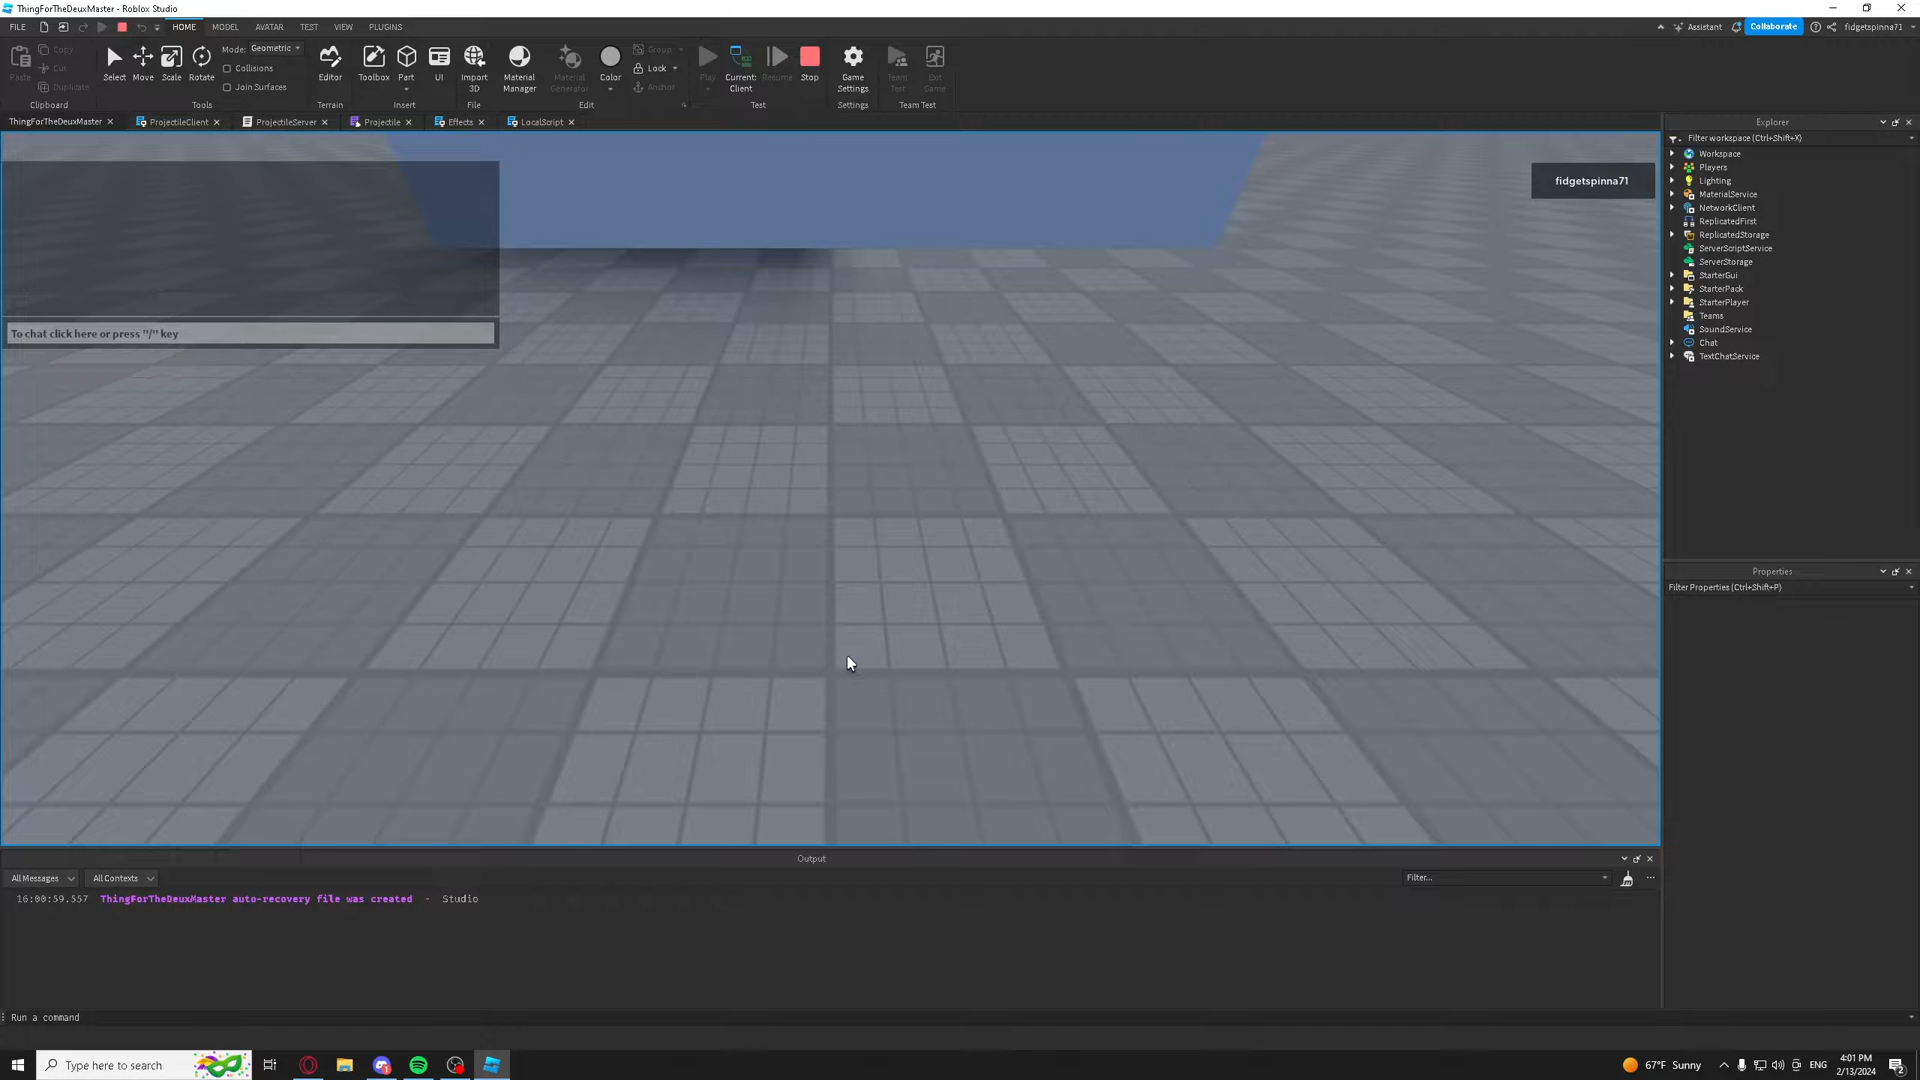 ThingForTheDeuxMaster - Roblox Studio
FILE HOME MODEL AVATAR TEST VIEW PLUGINS Assistant Collaborate fidgetspinna71
Paste Copy Cut Duplicate Clipboard
Select Move Scale Rotate Mode: Geometric Collisions Join Surfaces Tools
Editor Terrain
Toolbox Part UI Insert
Import 3D File
Material Manager Material Generator Color Group Lock Anchor Edit
Play Current: Client Resume Stop Test
Game Settings Settings
Team Test Exit Game Team Test
ThingForTheDeuxMaster ProjectileClient ProjectileServer Projectile Effects LocalScript
To chat click here or press "/" key
fidgetspinna71
Explorer
Filter workspace (Ctrl+Shift+X)
Workspace
Players
Lighting
MaterialService
NetworkClient
ReplicatedFirst
ReplicatedStorage
ServerScriptService
ServerStorage
StarterGui
StarterPack
StarterPlayer
Teams
SoundService
Chat
TextChatService
Properties
Filter Properties (Ctrl+Shift+P)
Output
All Messages All Contexts Filter...
16:00:59.557 ThingForTheDeuxMaster auto-recovery file was created - Studio
Run a command
Type here to search
67°F Sunny ENG 4:01 PM
2/13/2024